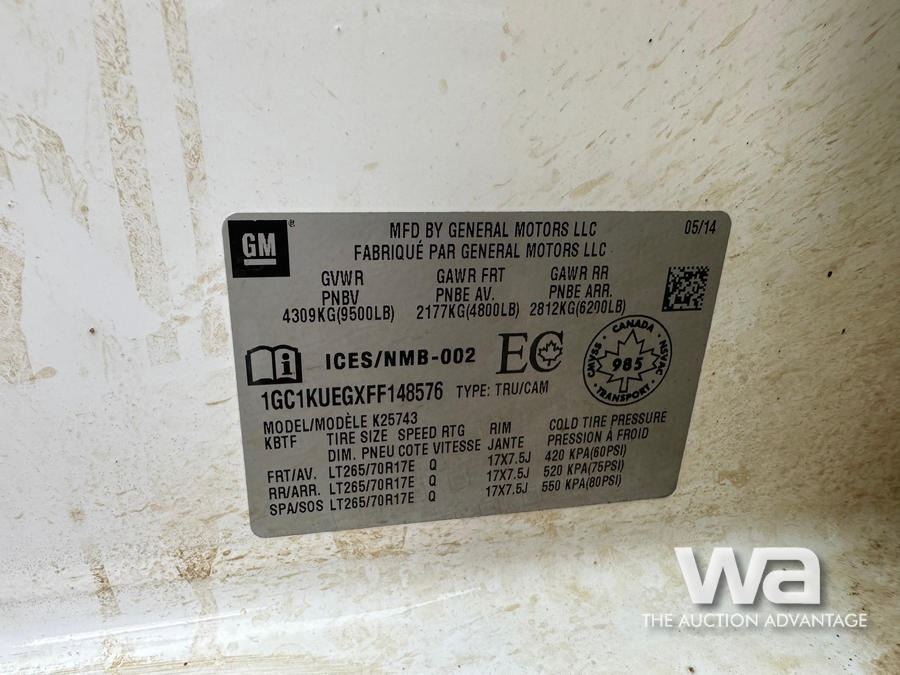 GM
MFD BY GENERAL MOTORS LLC 05/14
FABRIQUÉ PAR GENERAL MOTORS LLC
GVWR GAWR FRT GAWR RR
PNBV PNBE AV. PNBE ARR.
4309KG(9500LB) 2177KG(4800LB) 2812KG(6200LB)
ICES/NMB-002 EC
CANADA CMVSS NSVAC 985 TRANSPORT
1GC1KUEGXFF148576 TYPE: TRU/CAM
MODEL/MODÈLE K25743
KBTF TIRE SIZE SPEED RTG RIM COLD TIRE PRESSURE
DIM. PNEU COTE VITESSE JANTE PRESSION À FROID
FRT/AV. LT265/70R17E Q 17X7.5J 420 KPA(60PSI)
RR/ARR. LT265/70R17E Q 17X7.5J 520 KPA(75PSI)
SPA/SOS LT265/70R17E Q 17X7.5J 550 KPA(80PSI)
wa
THE AUCTION ADVANTAGE